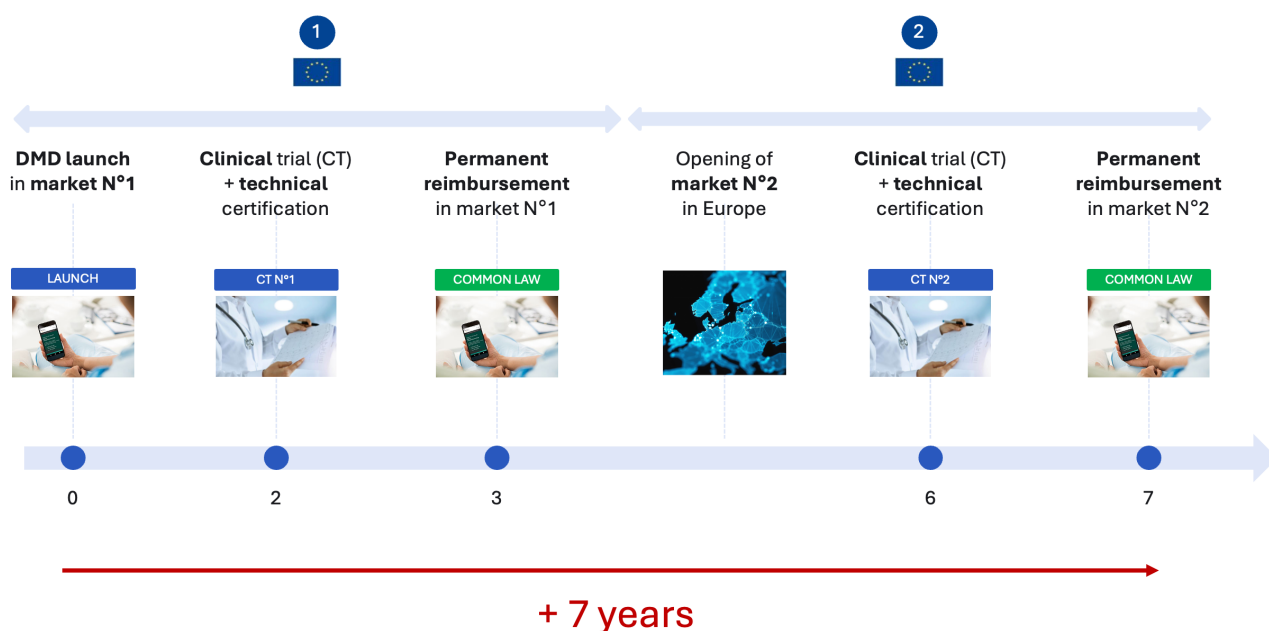 1
2
DMD launch
in market N°1
Clinical trial (CT)
+ technical
certification
Permanent
reimbursement
in market N°1
Opening of
market N°2
in Europe
Clinical trial (CT)
+ technical
certification
Permanent
reimbursement
in market N°2
LAUNCH
CT N°1
COMMON LAW
CT N°2
COMMON LAW
0
2
3
6
7
+ 7 years